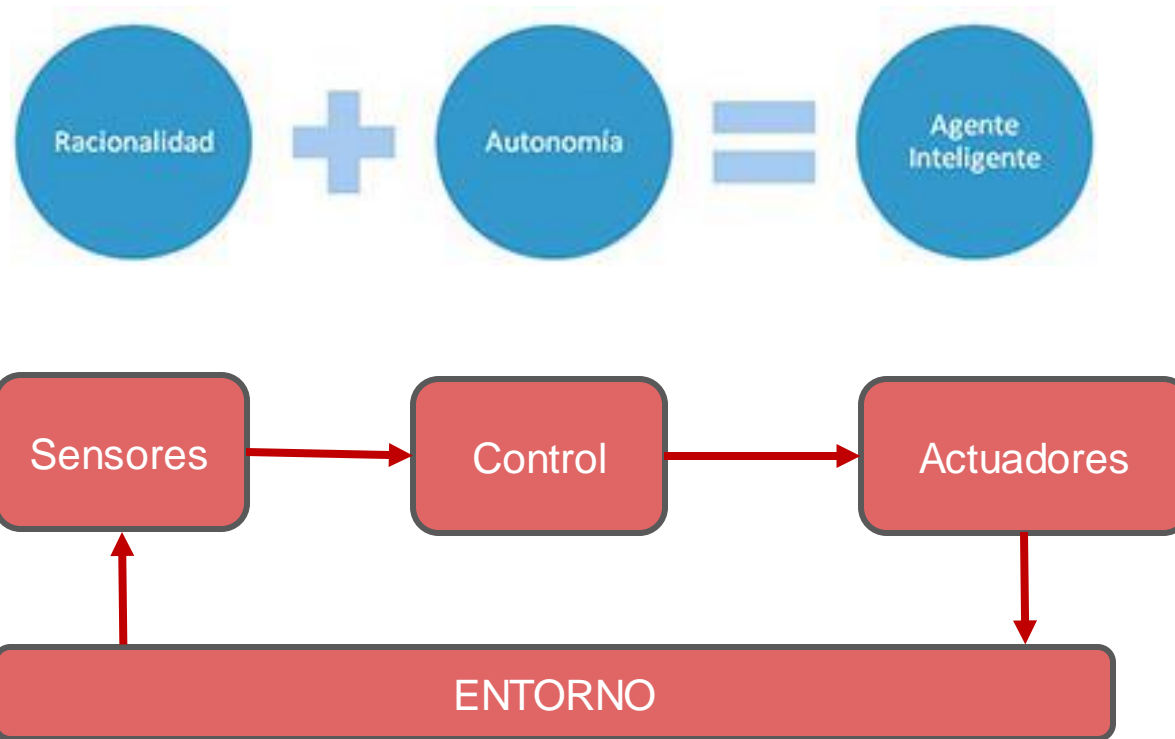 Racionalidad
Autonomía
Agente
Inteligente
Sensores
Control
Actuadores
ENTORNO